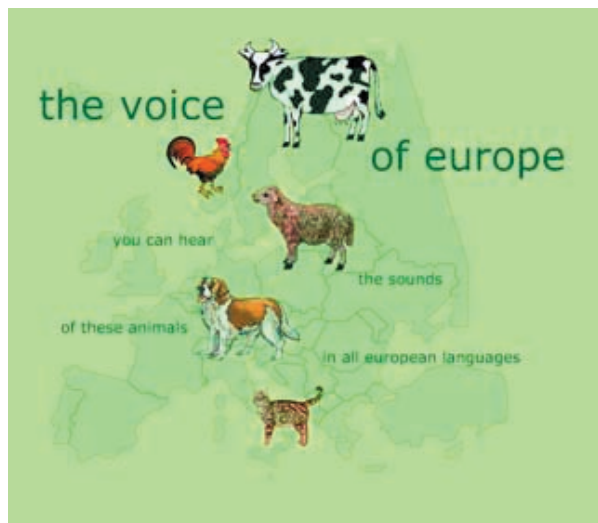 the voice
of europe
you can hear
the sounds
of these animals
in all european languages